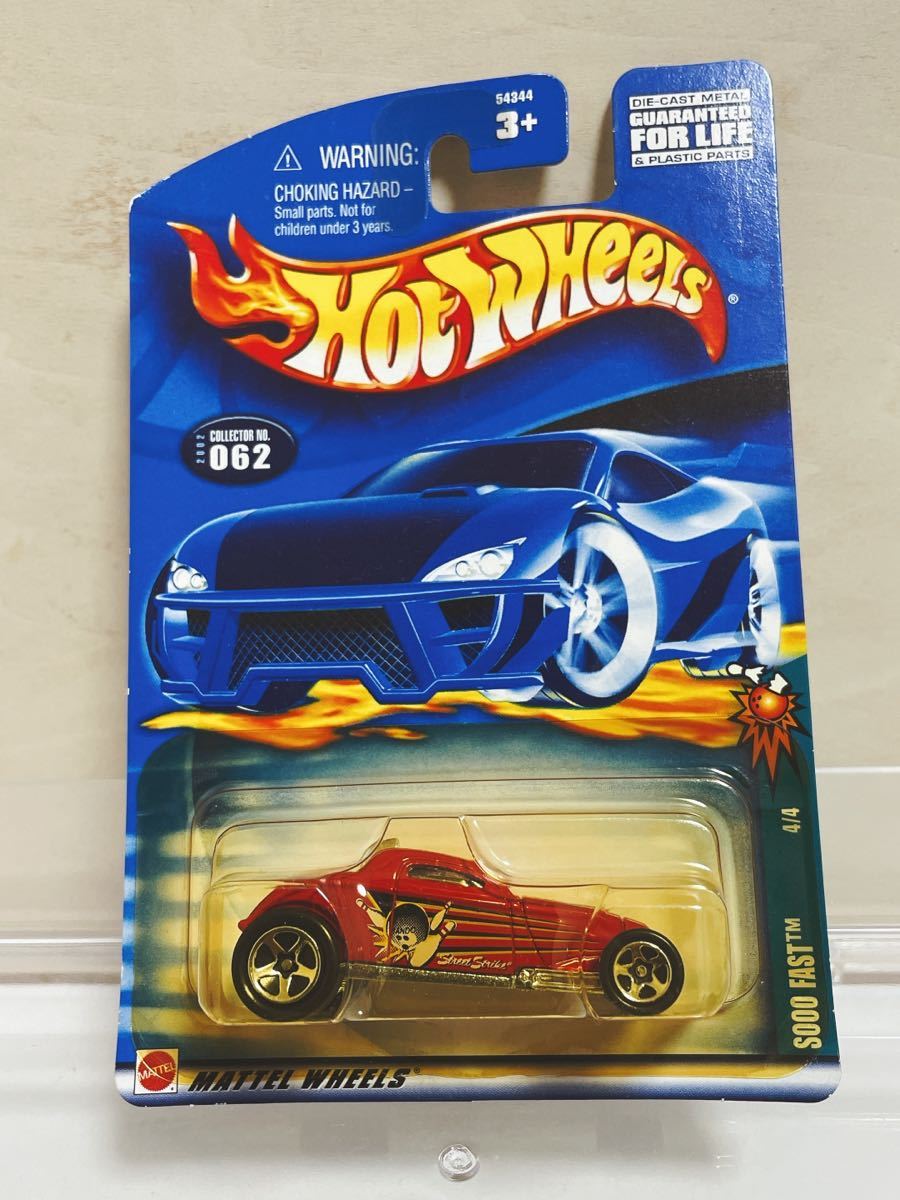 54344
3+
DIE-CAST METAL
GUARANTEED
FOR LIFE
& PLASTIC PARTS
⚠ WARNING:
CHOKING HAZARD –
Small parts. Not for
children under 3 years.
HOT WHEELS®
2002
COLLECTOR NO.
062
SOOO FAST™ 4/4
"Street Strike"
MATTEL
MATTEL WHEELS®